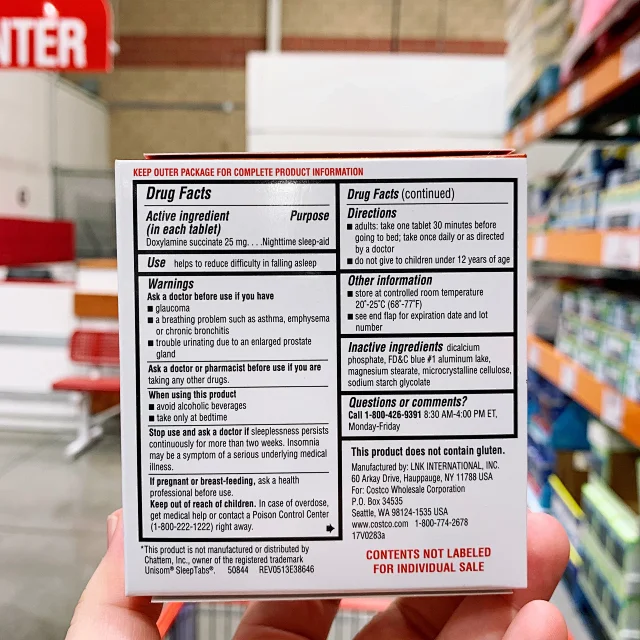 NTER
KEEP OUTER PACKAGE FOR COMPLETE PRODUCT INFORMATION
Drug Facts
Active ingredient Purpose
(in each tablet)
Doxylamine succinate 25 mg. . . .Nighttime sleep-aid
Use helps to reduce difficulty in falling asleep
Warnings
Ask a doctor before use if you have
■ glaucoma
■ a breathing problem such as asthma, emphysema
or chronic bronchitis
■ trouble urinating due to an enlarged prostate
gland
Ask a doctor or pharmacist before use if you are
taking any other drugs.
When using this product
■ avoid alcoholic beverages
■ take only at bedtime
Stop use and ask a doctor if sleeplessness persists
continuously for more than two weeks. Insomnia
may be a symptom of a serious underlying medical
illness.
If pregnant or breast-feeding, ask a health
professional before use.
Keep out of reach of children. In case of overdose,
get medical help or contact a Poison Control Center
(1-800-222-1222) right away.
*This product is not manufactured or distributed by
Chattem, Inc., owner of the registered trademark
Unisom® SleepTabs®. 50844 REV0513E38646
Drug Facts (continued)
Directions
■ adults: take one tablet 30 minutes before
going to bed; take once daily or as directed
by a doctor
■ do not give to children under 12 years of age
Other information
■ store at controlled room temperature
20˚-25˚C (68˚-77˚F)
■ see end flap for expiration date and lot
number
Inactive ingredients dicalcium
phosphate, FD&C blue #1 aluminum lake,
magnesium stearate, microcrystalline cellulose,
sodium starch glycolate
Questions or comments?
Call 1-800-426-9391 8:30 AM-4:00 PM ET,
Monday-Friday
This product does not contain gluten.
Manufactured by: LNK INTERNATIONAL, INC.
60 Arkay Drive, Hauppauge, NY 11788 USA
For: Costco Wholesale Corporation
P.O. Box 34535
Seattle, WA 98124-1535 USA
www.costco.com 1-800-774-2678
17V0283a
CONTENTS NOT LABELED
FOR INDIVIDUAL SALE